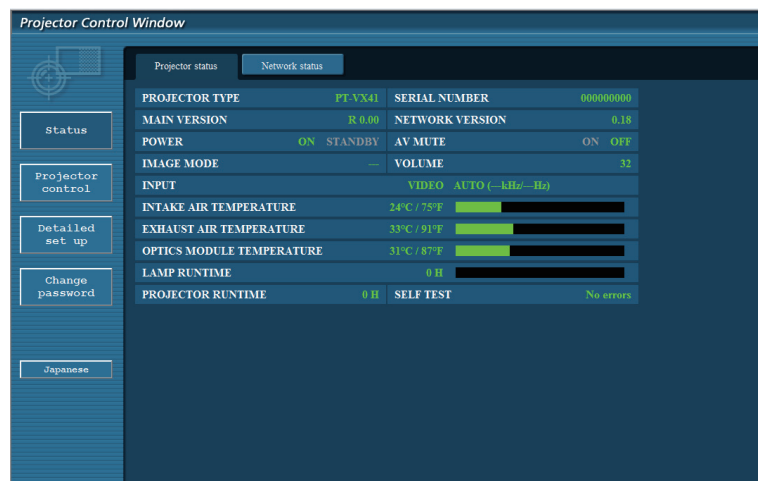 Projector Control Window
Projector status
Network status
Status
Projector control
Detailed set up
Change password
Japanese
PROJECTOR TYPE PT-VX41 SERIAL NUMBER 000000000
MAIN VERSION R 0.00 NETWORK VERSION 0.18
POWER ON STANDBY AV MUTE ON OFF
IMAGE MODE --- VOLUME 32
INPUT VIDEO AUTO (---kHz/---Hz)
INTAKE AIR TEMPERATURE 24°C / 75°F
EXHAUST AIR TEMPERATURE 33°C / 91°F
OPTICS MODULE TEMPERATURE 31°C / 87°F
LAMP RUNTIME 0 H
PROJECTOR RUNTIME 0 H SELF TEST No errors